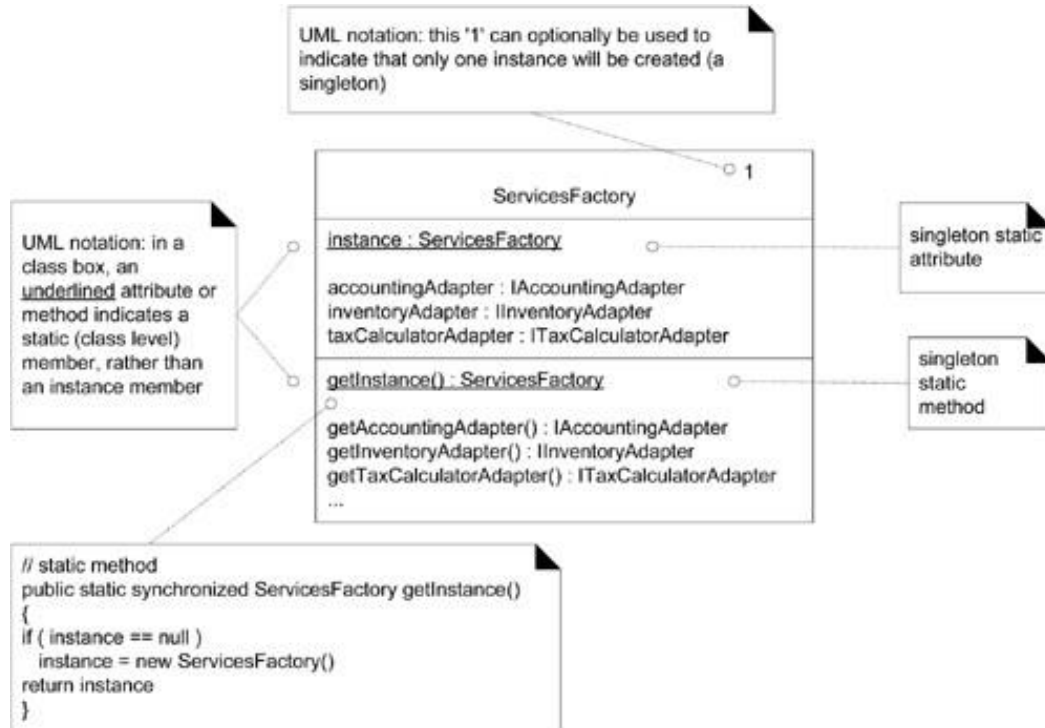 UML notation: this '1' can optionally be used to
indicate that only one instance will be created (a
singleton)
1
ServicesFactory
UML notation: in a
class box, an
underlined attribute or
method indicates a
static (class level)
member, rather than
an instance member
instance : ServicesFactory
accountingAdapter : IAccountingAdapter
inventoryAdapter : IInventoryAdapter
taxCalculatorAdapter : ITaxCalculatorAdapter
singleton static
attribute
getInstance() : ServicesFactory
getAccountingAdapter() : IAccountingAdapter
getInventoryAdapter() : IInventoryAdapter
getTaxCalculatorAdapter() : ITaxCalculatorAdapter
...
singleton
static
method
// static method
public static synchronized ServicesFactory getInstance()
{
if ( instance == null )
instance = new ServicesFactory()
return instance
}